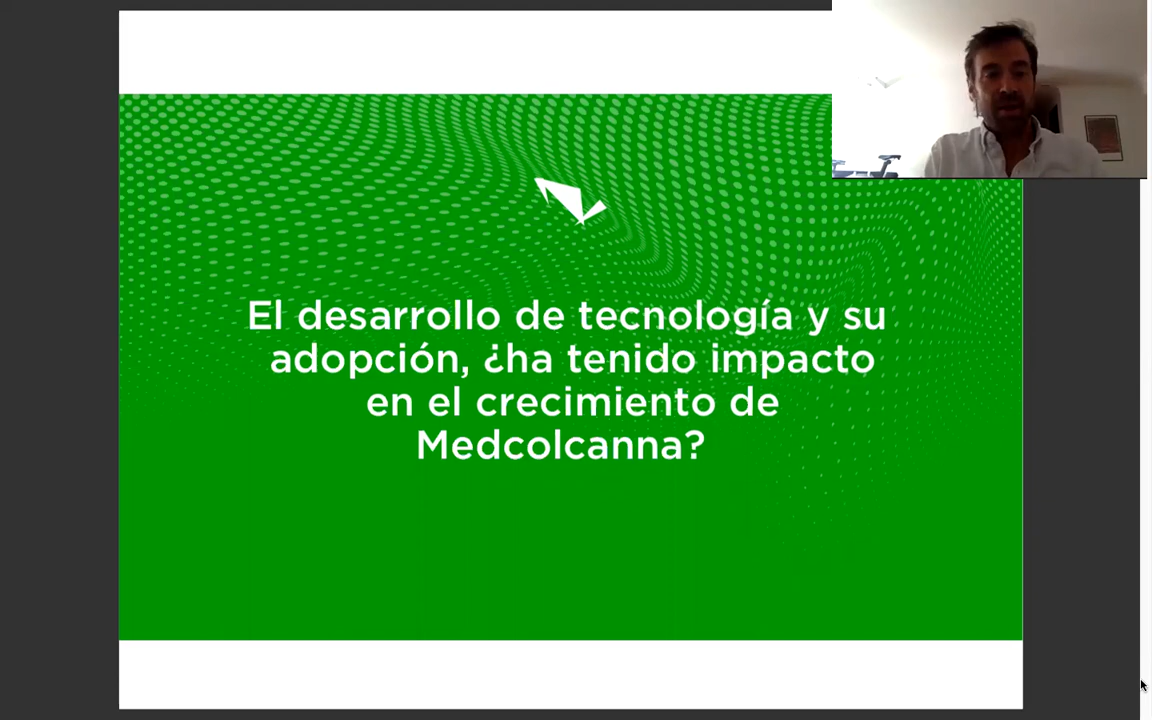 El desarrollo de tecnología y su
adopción, ¿ha tenido impacto
en el crecimiento de
Medcolcanna?